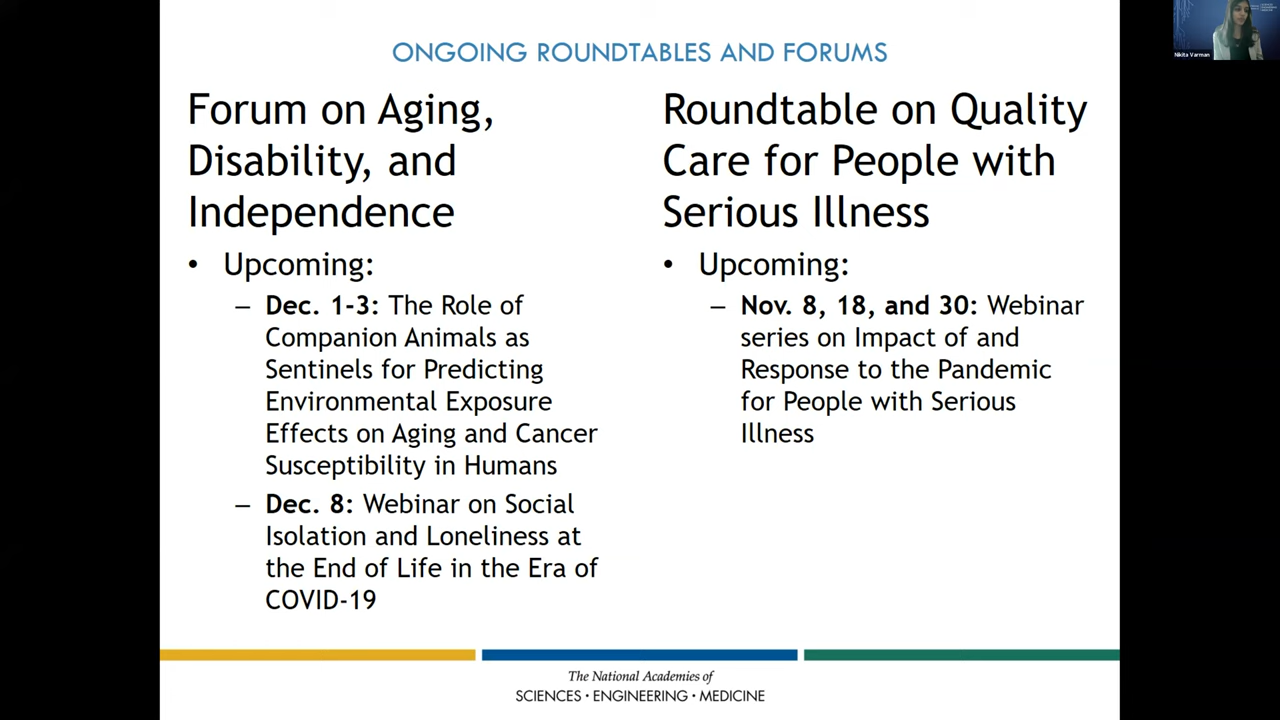 ONGOING ROUNDTABLES AND FORUMS
Forum on Aging,
Disability, and
Independence
• Upcoming:
– Dec. 1-3: The Role of
Companion Animals as
Sentinels for Predicting
Environmental Exposure
Effects on Aging and Cancer
Susceptibility in Humans
– Dec. 8: Webinar on Social
Isolation and Loneliness at
the End of Life in the Era of
COVID-19
Roundtable on Quality
Care for People with
Serious Illness
• Upcoming:
– Nov. 8, 18, and 30: Webinar
series on Impact of and
Response to the Pandemic
for People with Serious
Illness
The National Academies of
SCIENCES • ENGINEERING • MEDICINE
Nikita Varman